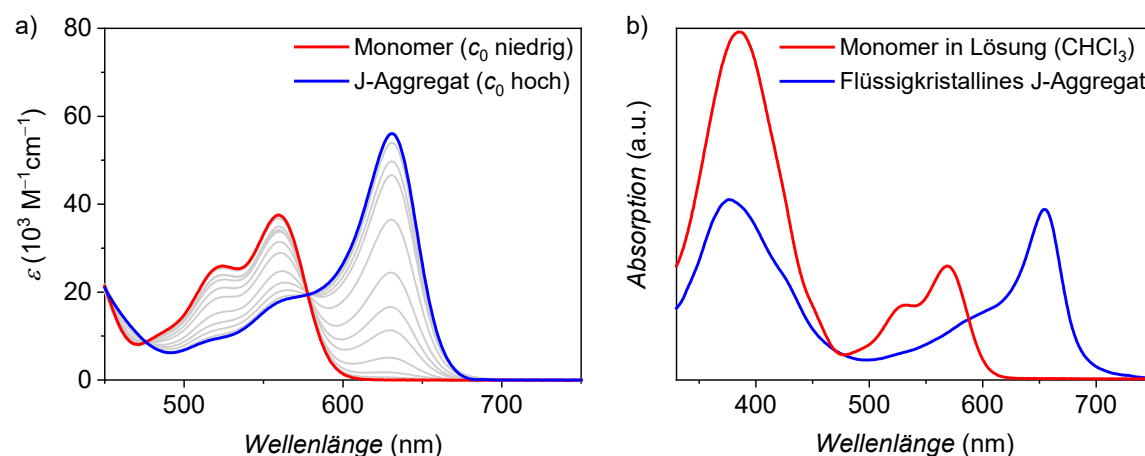 a)
80
60
40
20
0
ε (10³ M⁻¹cm⁻¹)
Monomer (c₀ niedrig)
J-Aggregat (c₀ hoch)
500 600 700
Wellenlänge (nm)
b)
Absorption (a.u.)
Monomer in Lösung (CHCl₃)
Flüssigkristallines J-Aggregat
400 500 600 700
Wellenlänge (nm)